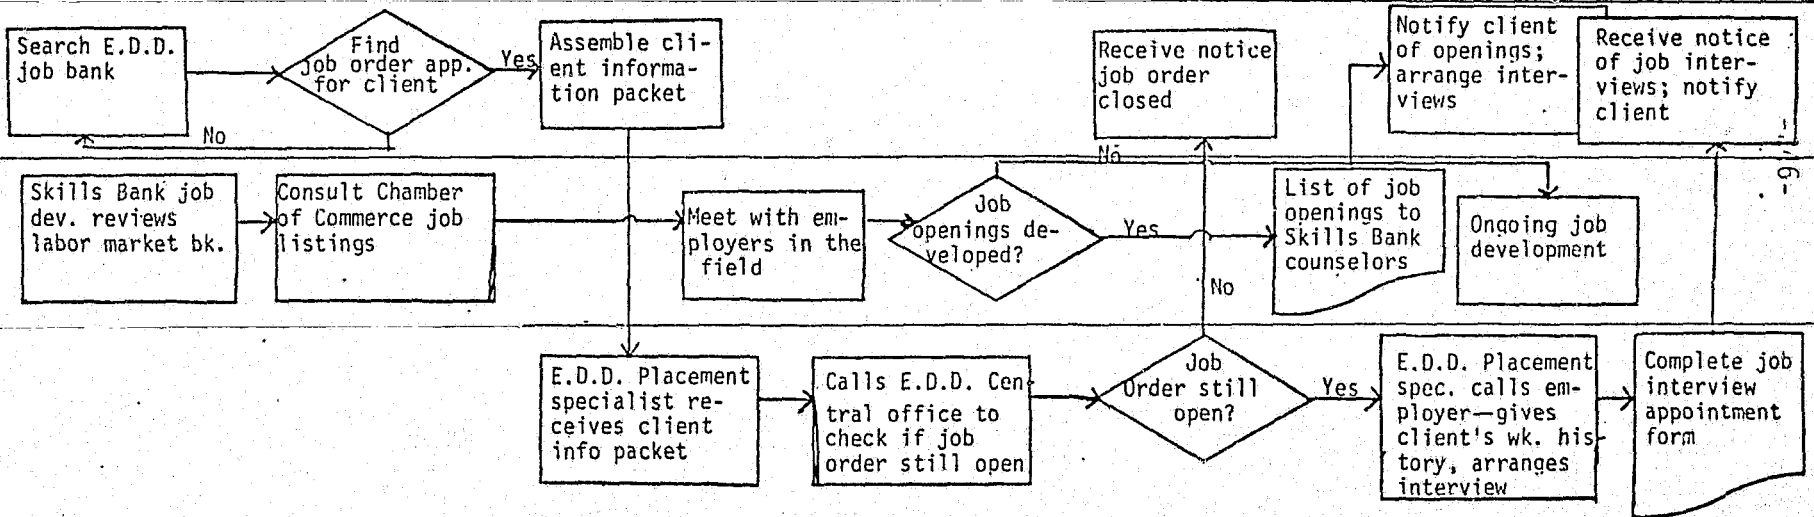 Search E.D.D.
job bank
Find
job order app.
for client
Yes
No
Assemble cli-
ent informa-
tion packet
Receive notice
job order
closed
Notify client
of openings;
arrange inter-
views
Receive notice
of job inter-
views; notify
client
Skills Bank job
dev. reviews
labor market bk.
Consult Chamber
of Commerce job
listings
Meet with em-
ployers in the
field
Job
openings de-
veloped?
No
Yes
List of job
openings to
Skills Bank
counselors
Ongoing job
development
E.D.D. Placement
specialist re-
ceives client
info packet
Calls E.D.D. Cen-
tral office to
check if job
order still open
Job
Order still
open?
No
Yes
E.D.D. Placement
spec. calls em-
ployer—gives
client's wk. his-
tory, arranges
interview
Complete job
interview
appointment
form